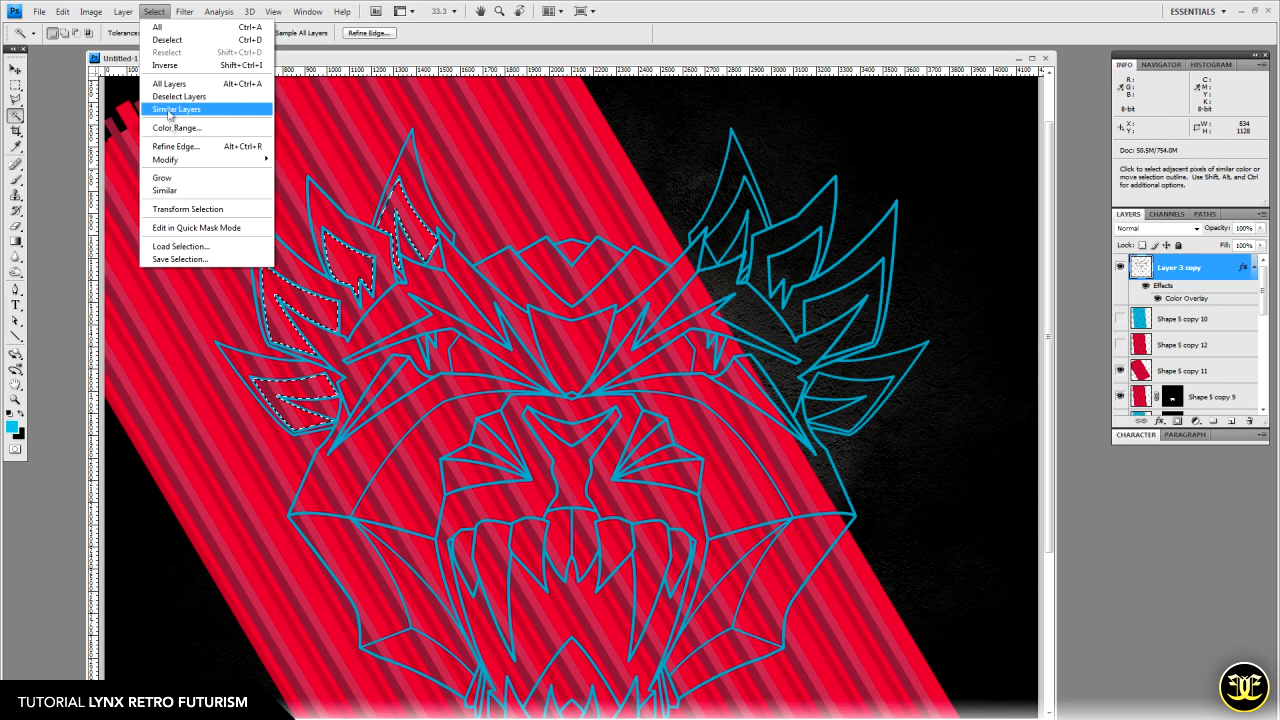 Ps File Edit Image Layer Select Filter Analysis 3D View Window Help 33.3 ESSENTIALS
Tolerance Sample All Layers Refine Edge...
All Ctrl+A
Deselect Ctrl+D
Reselect Shift+Ctrl+D
Inverse Shift+Ctrl+I
All Layers Alt+Ctrl+A
Deselect Layers
Similar Layers
Color Range...
Refine Edge... Alt+Ctrl+R
Modify
Grow
Similar
Transform Selection
Edit in Quick Mask Mode
Load Selection...
Save Selection...
Ps Untitled-1
INFO NAVIGATOR HISTOGRAM
R: C:
G: M:
B: Y:
K:
8-bit 8-bit
X: W: 834
Y: H: 1128
Doc: 50.5M/754.0M
Click to select adjacent pixels of similar color or
move selection outline. Use Shift, Alt, and Ctrl
for additional options.
LAYERS CHANNELS PATHS
Normal Opacity: 100%
Lock: Fill: 100%
Layer 3 copy fx
Effects
Color Overlay
Shape 5 copy 10
Shape 5 copy 12
Shape 5 copy 11
Shape 5 copy 9
CHARACTER PARAGRAPH
TUTORIAL LYNX RETRO FUTURISM